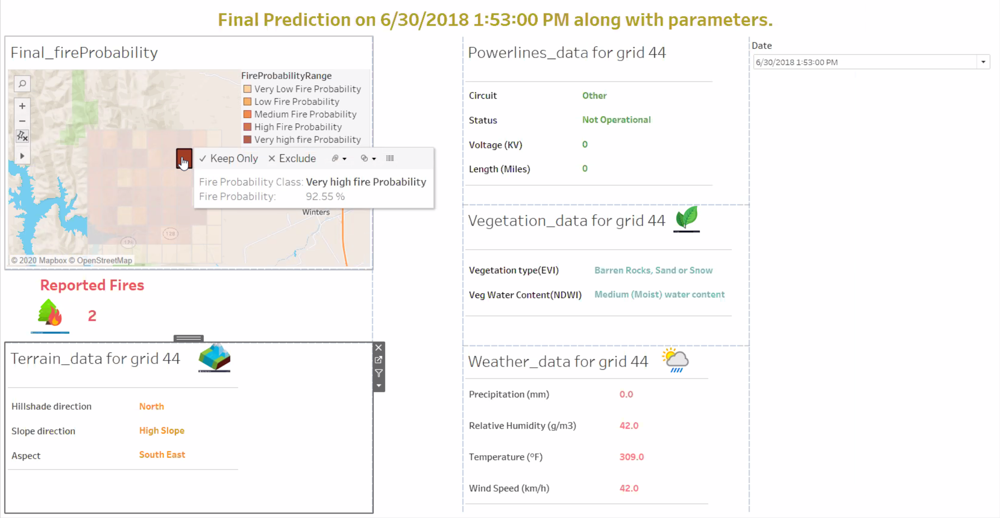 Final Prediction on 6/30/2018 1:53:00 PM along with parameters.
Final_fireProbability
FireProbabilityRange
Very Low Fire Probability
Low Fire Probability
Medium Fire Probability
High Fire Probability
Very high fire Probability
Keep Only
Exclude
Fire Probability Class: Very high fire Probability
Fire Probability: 92.55 %
Winters
128
128
© 2020 Mapbox © OpenStreetMap
Reported Fires
2
Terrain_data for grid 44
Hillshade direction North
Slope direction High Slope
Aspect South East
Powerlines_data for grid 44
Circuit Other
Status Not Operational
Voltage (KV) 0
Length (Miles) 0
Vegetation_data for grid 44
Vegetation type(EVI) Barren Rocks, Sand or Snow
Veg Water Content(NDWI) Medium (Moist) water content
Weather_data for grid 44
Precipitation (mm) 0.0
Relative Humidity (g/m3) 42.0
Temperature (°F) 309.0
Wind Speed (km/h) 42.0
Date
6/30/2018 1:53:00 PM